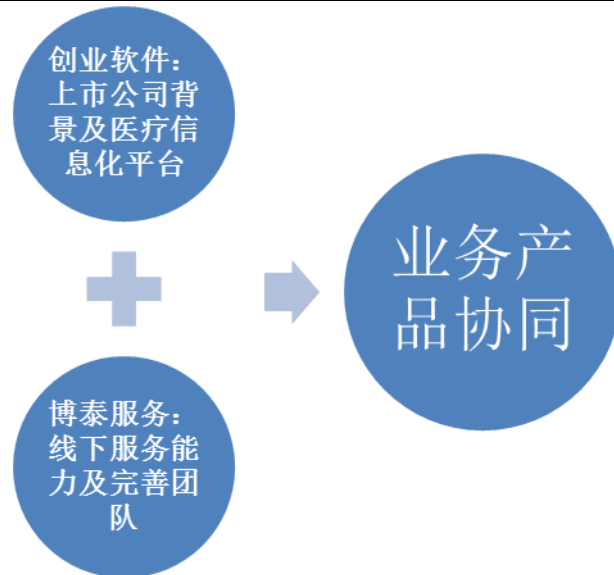 创业软件：
上市公司背
景及医疗信
息化平台
业务产
品协同
博泰服务：
线下服务能
力及完善团
队